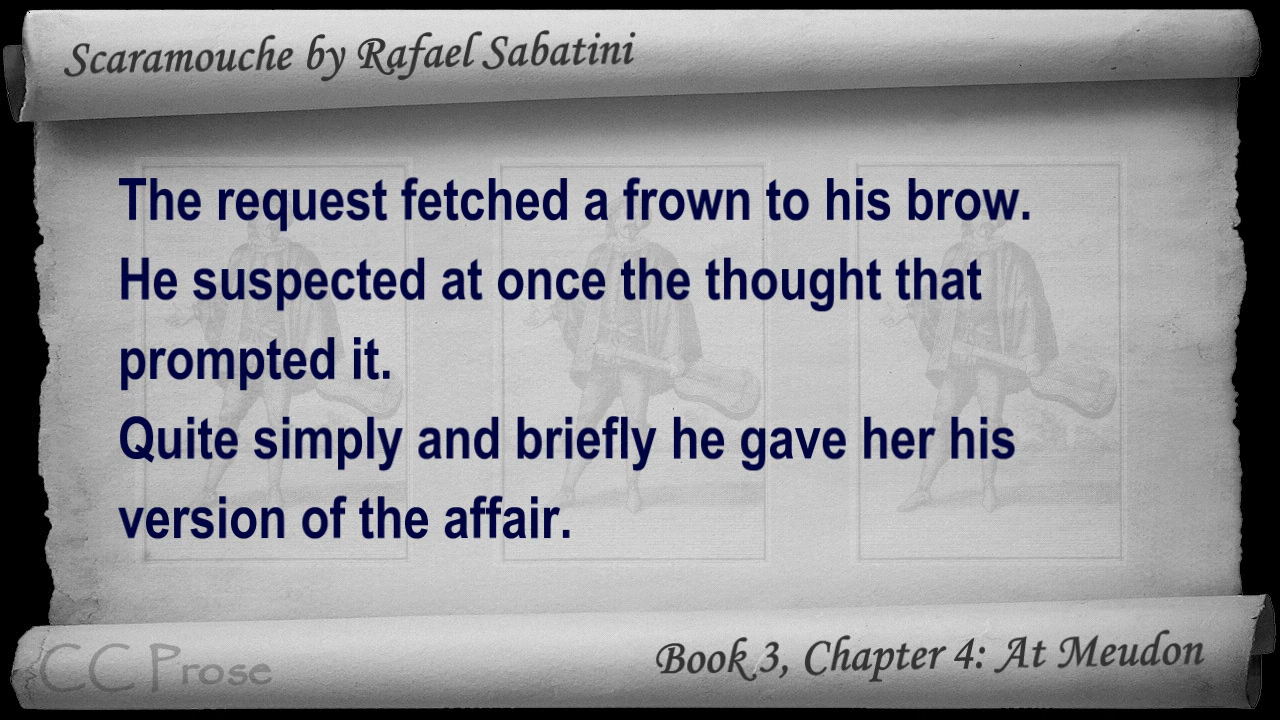 Scaramouche by Rafael Sabatini
The request fetched a frown to his brow.
He suspected at once the thought that
prompted it.
Quite simply and briefly he gave her his
version of the affair.
CC Prose
Book 3, Chapter 4: At Meudon